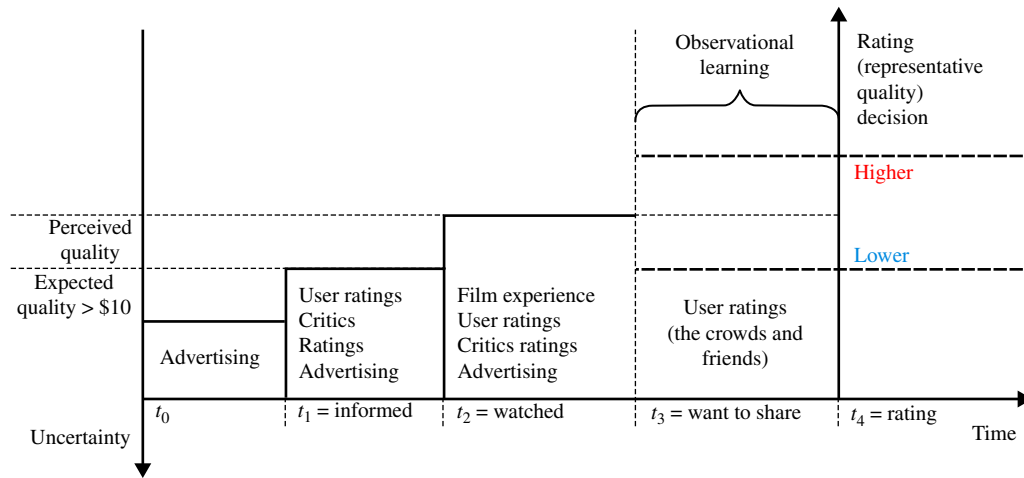 Observational
learning
Rating
(representative
quality)
decision
Higher
Perceived
quality
Lower
Expected
quality > $10
Advertising
User ratings
Critics
Ratings
Advertising
Film experience
User ratings
Critics ratings
Advertising
User ratings
(the crowds and
friends)
t0
t1 = informed
t2 = watched
t3 = want to share
t4 = rating
Uncertainty
Time